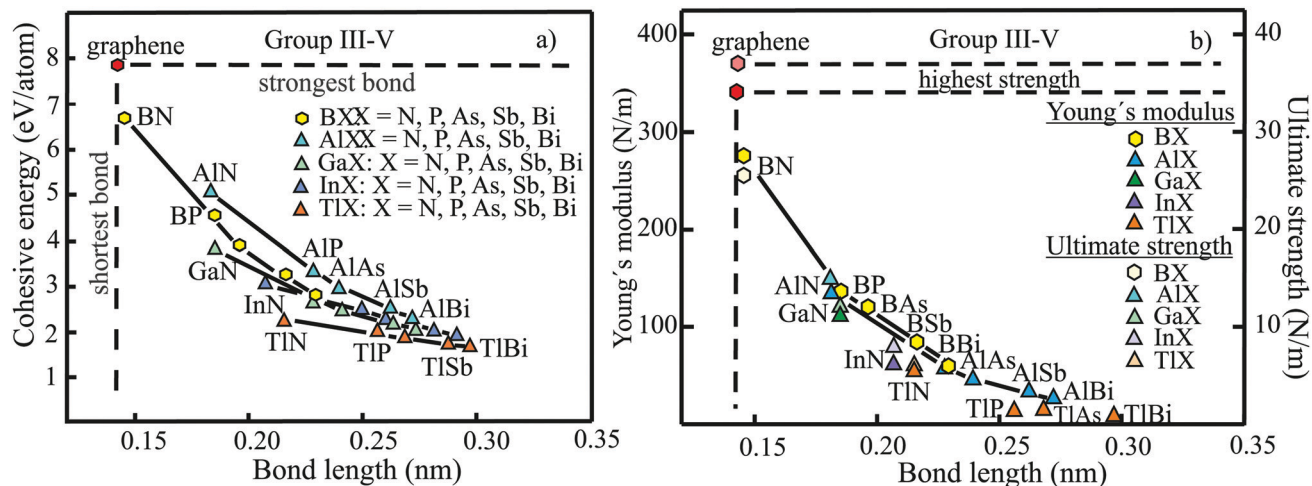 Group III-V
a)
graphene
strongest bond
shortest bond
BXX = N, P, As, Sb, Bi
AlXX = N, P, As, Sb, Bi
GaX: X = N, P, As, Sb, Bi
InX: X = N, P, As, Sb, Bi
TlX: X = N, P, As, Sb, Bi
BN
AlN
BP
GaN
AlP
AlAs
AlSb
AlBi
InN
TlN
TlP
TlSb
TlBi
Cohesive energy (eV/atom)
8
7
6
5
4
3
2
1
0.15
0.20
0.25
0.30
0.35
Bond length (nm)
Group III-V
b)
graphene
highest strength
Young´s modulus
BX
AlX
GaX
InX
TlX
Ultimate strength
BX
AlX
GaX
InX
TlX
BN
AlN
BP
GaN
BAs
BSb
BBi
InN
TlN
AlAs
AlSb
AlBi
TlP
TlAs
TlBi
Young´s modulus (N/m)
400
300
200
100
Ultimate strength (N/m)
40
30
20
10
0.15
0.20
0.25
0.30
0.35
Bond length (nm)